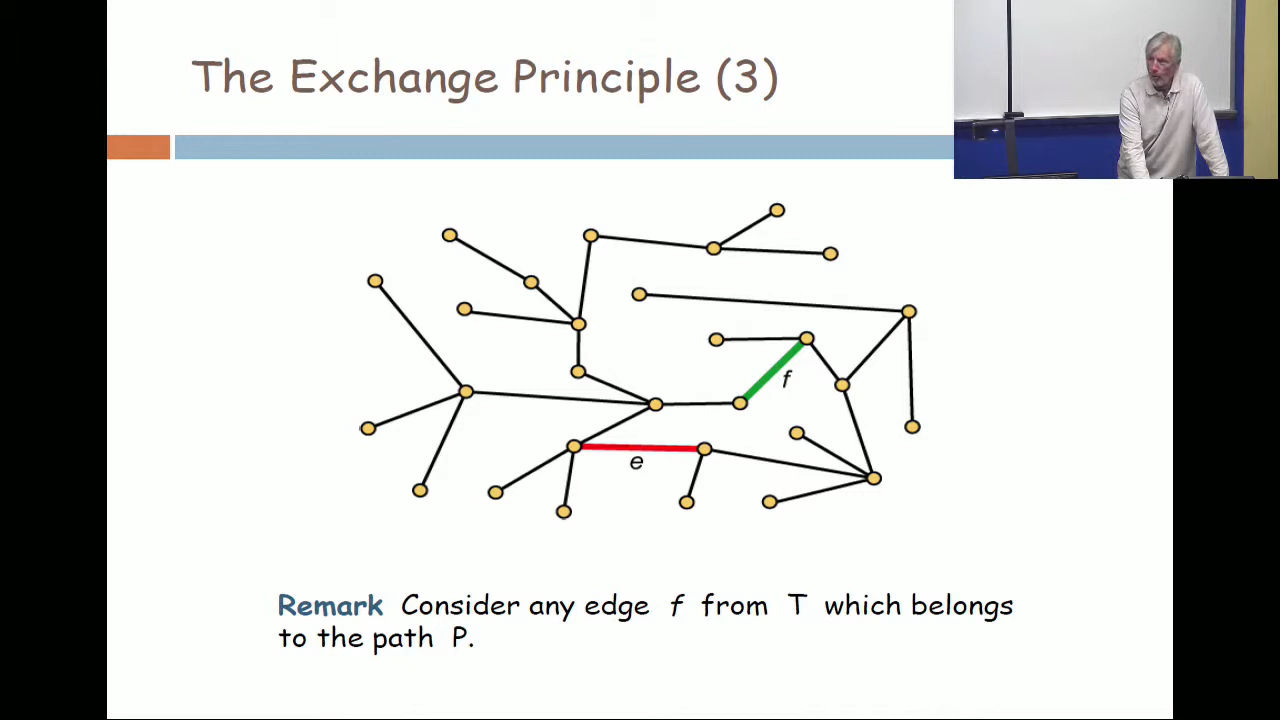 The Exchange Principle (3)
f
e
Remark Consider any edge f from T which belongs
to the path P.